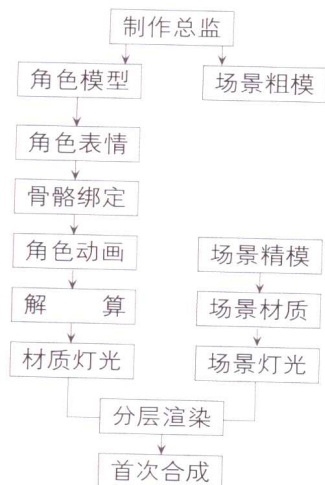 制作总监
角色模型
场景粗模
角色表情
骨骼绑定
角色动画
场景精模
解 算
场景材质
材质灯光
场景灯光
分层渲染
首次合成